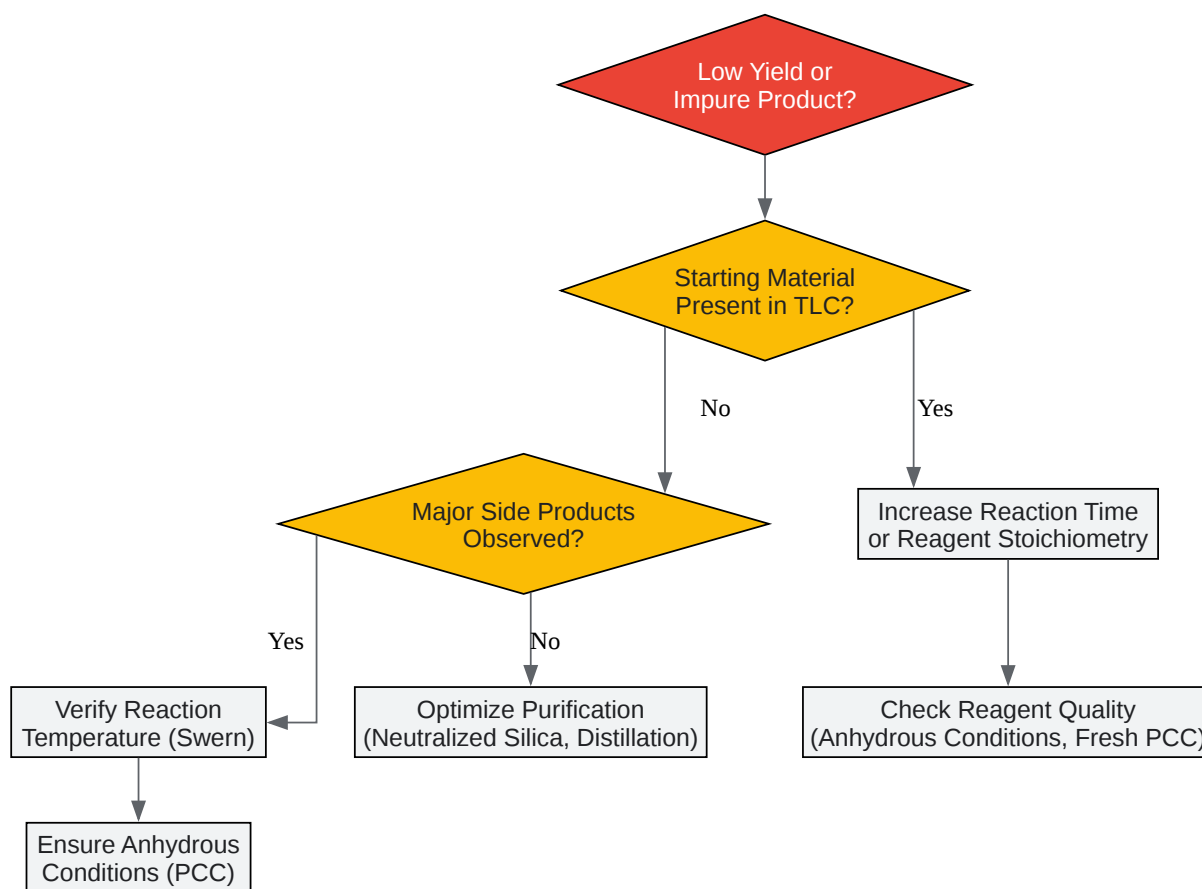 Low Yield or
Impure Product?
Starting Material
Present in TLC?
No
Yes
Major Side Products
Observed?
Increase Reaction Time
or Reagent Stoichiometry
Yes
No
Verify Reaction
Temperature (Swern)
Optimize Purification
(Neutralized Silica, Distillation)
Check Reagent Quality
(Anhydrous Conditions, Fresh PCC)
Ensure Anhydrous
Conditions (PCC)